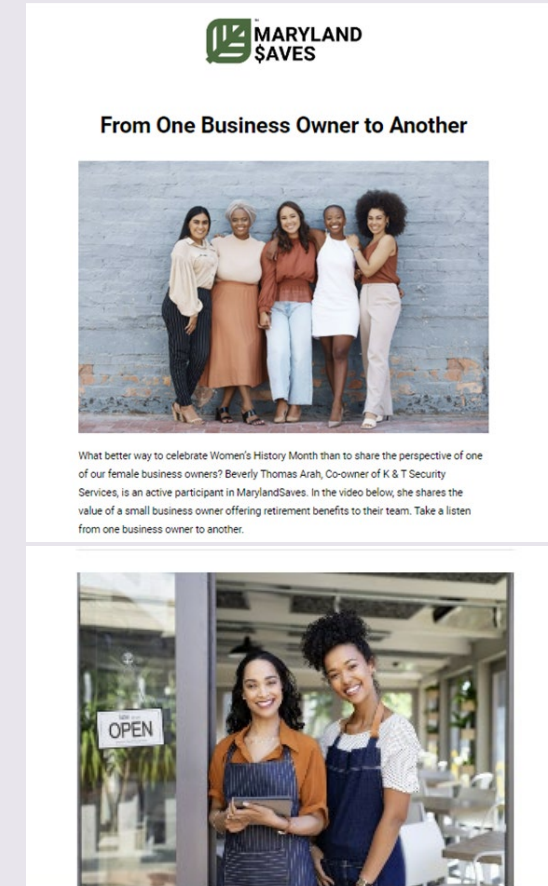 MARYLAND
$AVES
From One Business Owner to Another
What better way to celebrate Women's History Month than to share the perspective of one
of our female business owners? Beverly Thomas Arah, Co-owner of K & T Security
Services, is an active participant in MarylandSaves. In the video below, she shares the
value of a small business owner offering retirement benefits to their team. Take a listen
from one business owner to another.
OPEN